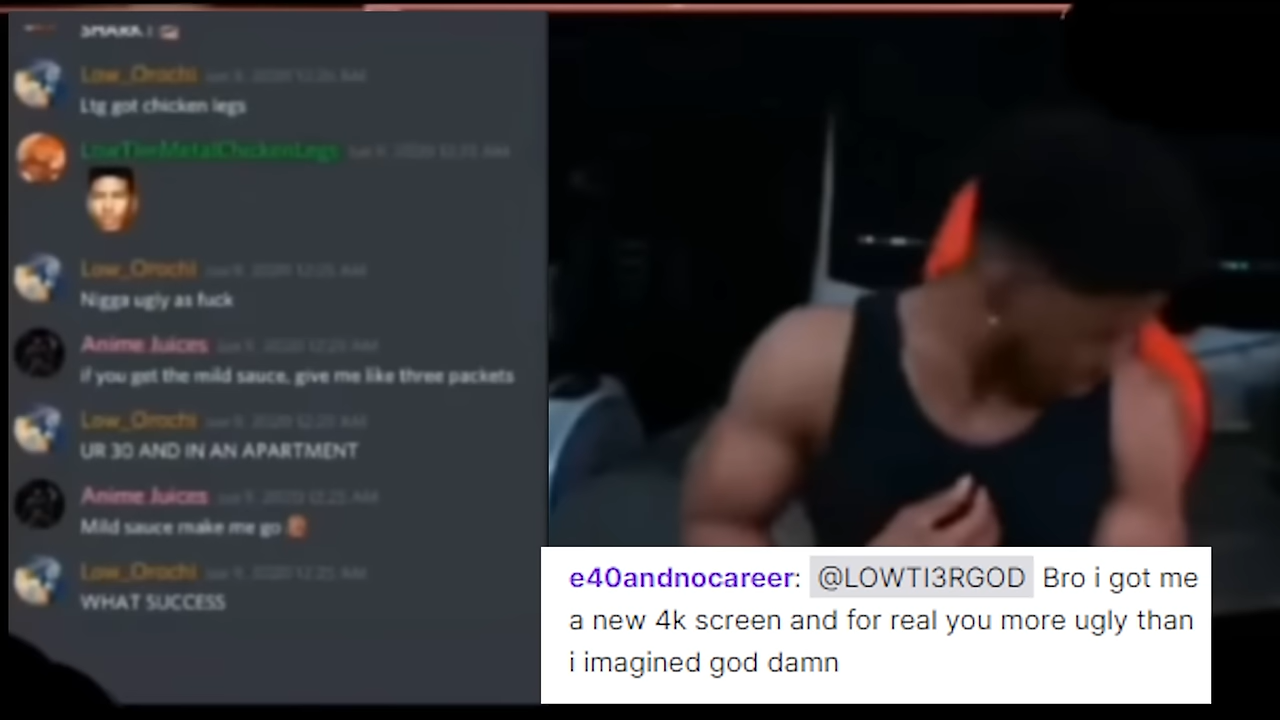 SHARK !
Low_Orochi
Ltg got chicken legs
LowTierMetalChickenLegs
Low_Orochi
Nigga ugly as fuck
Anime Juices
if you get the mild sauce, give me like three packets
Low_Orochi
UR 30 AND IN AN APARTMENT
Anime Juices
Mild sauce make me go
Low_Orochi
WHAT SUCCESS
e40andnocareer: @LOWTI3RGOD Bro i got me
a new 4k screen and for real you more ugly than
i imagined god damn